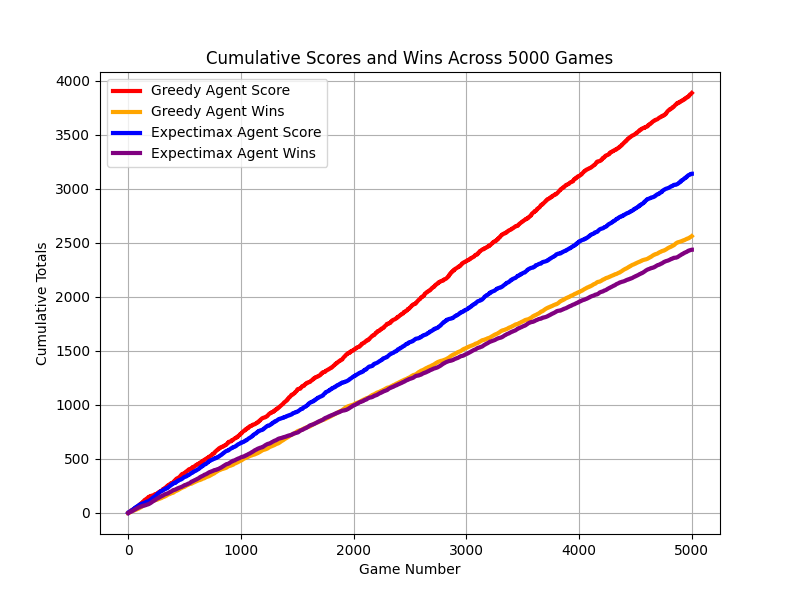 Cumulative Scores and Wins Across 5000 Games
4000
3500
3000
2500
2000
1500
1000
500
0
Cumulative Totals
Greedy Agent Score
Greedy Agent Wins
Expectimax Agent Score
Expectimax Agent Wins
0 1000 2000 3000 4000 5000
Game Number